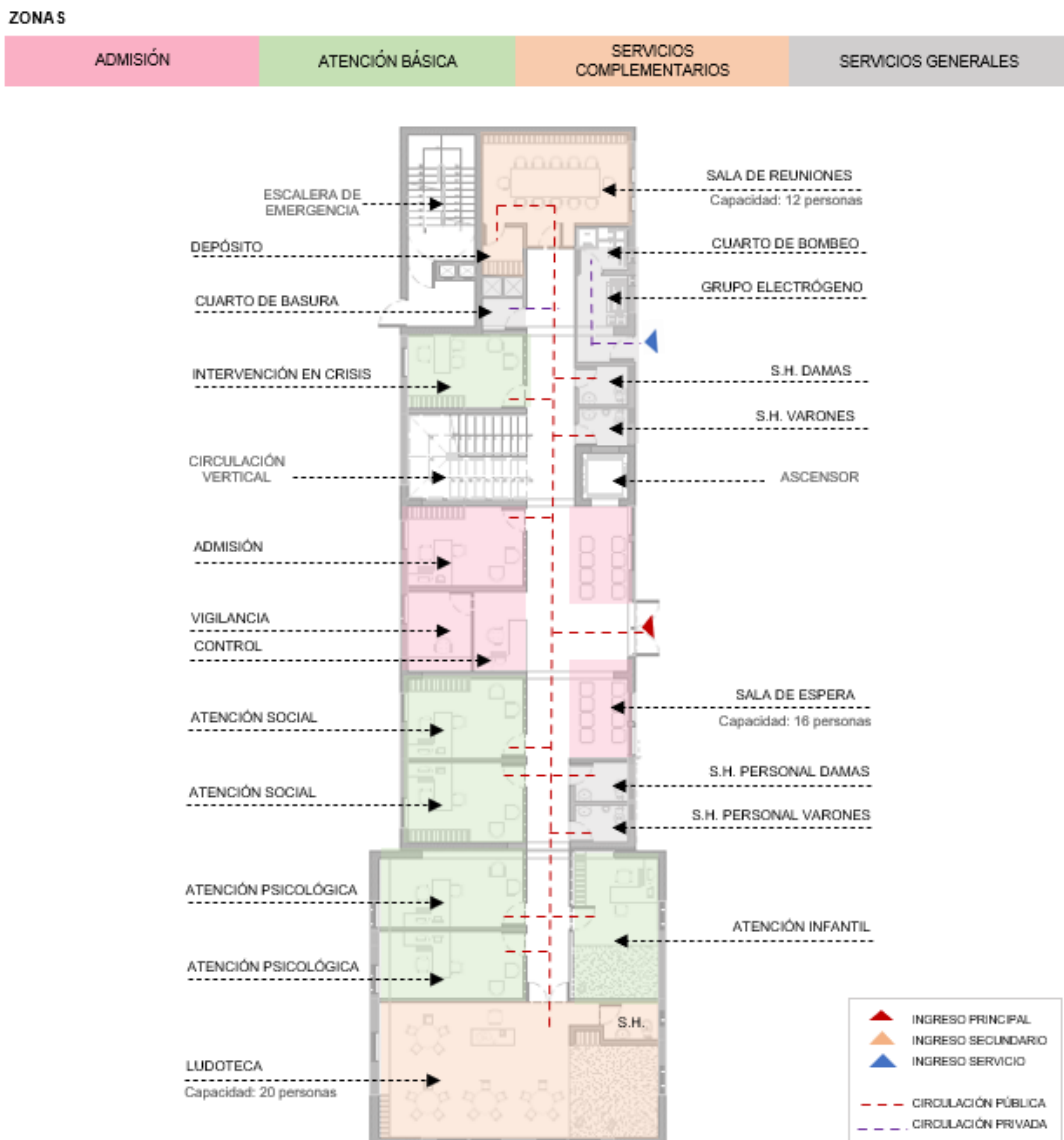 ZONAS
ADMISIÓN
ATENCIÓN BÁSICA
SERVICIOS
COMPLEMENTARIOS
SERVICIOS GENERALES
ESCALERA DE
EMERGENCIA
DEPÓSITO
CUARTO DE BASURA
INTERVENCIÓN EN CRISIS
CIRCULACIÓN
VERTICAL
ADMISIÓN
VIGILANCIA
CONTROL
ATENCIÓN SOCIAL
ATENCIÓN SOCIAL
ATENCIÓN PSICOLÓGICA
ATENCIÓN PSICOLÓGICA
LUDOTECA
Capacidad: 20 personas
SALA DE REUNIONES
Capacidad: 12 personas
CUARTO DE BOMBEO
GRUPO ELECTRÓGENO
S.H. DAMAS
S.H. VARONES
ASCENSOR
SALA DE ESPERA
Capacidad: 16 personas
S.H. PERSONAL DAMAS
S.H. PERSONAL VARONES
ATENCIÓN INFANTIL
S.H.
INGRESO PRINCIPAL
INGRESO SECUNDARIO
INGRESO SERVICIO
CIRCULACIÓN PÚBLICA
CIRCULACIÓN PRIVADA